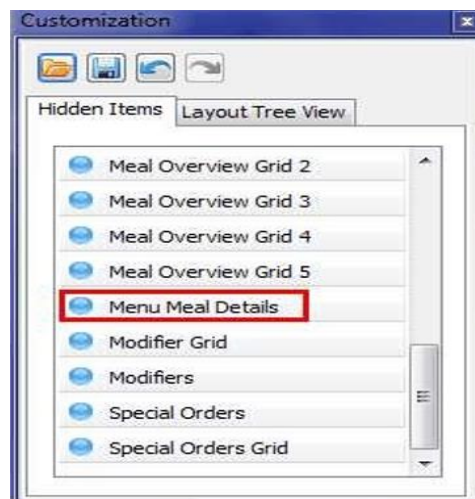 Customization
Hidden Items
Layout Tree View
Meal Overview Grid 2
Meal Overview Grid 3
Meal Overview Grid 4
Meal Overview Grid 5
Menu Meal Details
Modifier Grid
Modifiers
Special Orders
Special Orders Grid